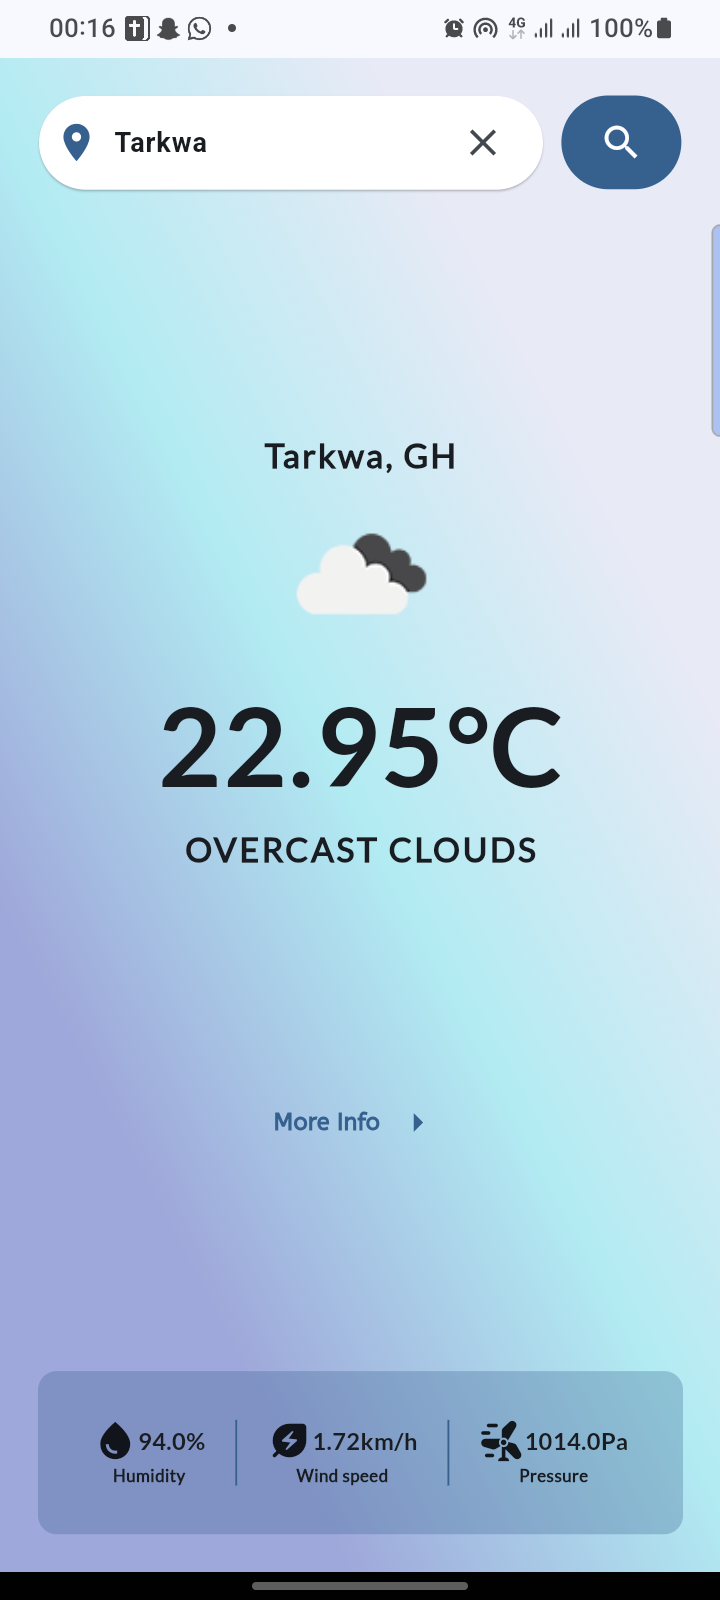 00:16 4G 100%
Tarkwa
Tarkwa, GH
22.95°C
OVERCAST CLOUDS
More Info
94.0% 1.72km/h 1014.0Pa
Humidity Wind speed Pressure